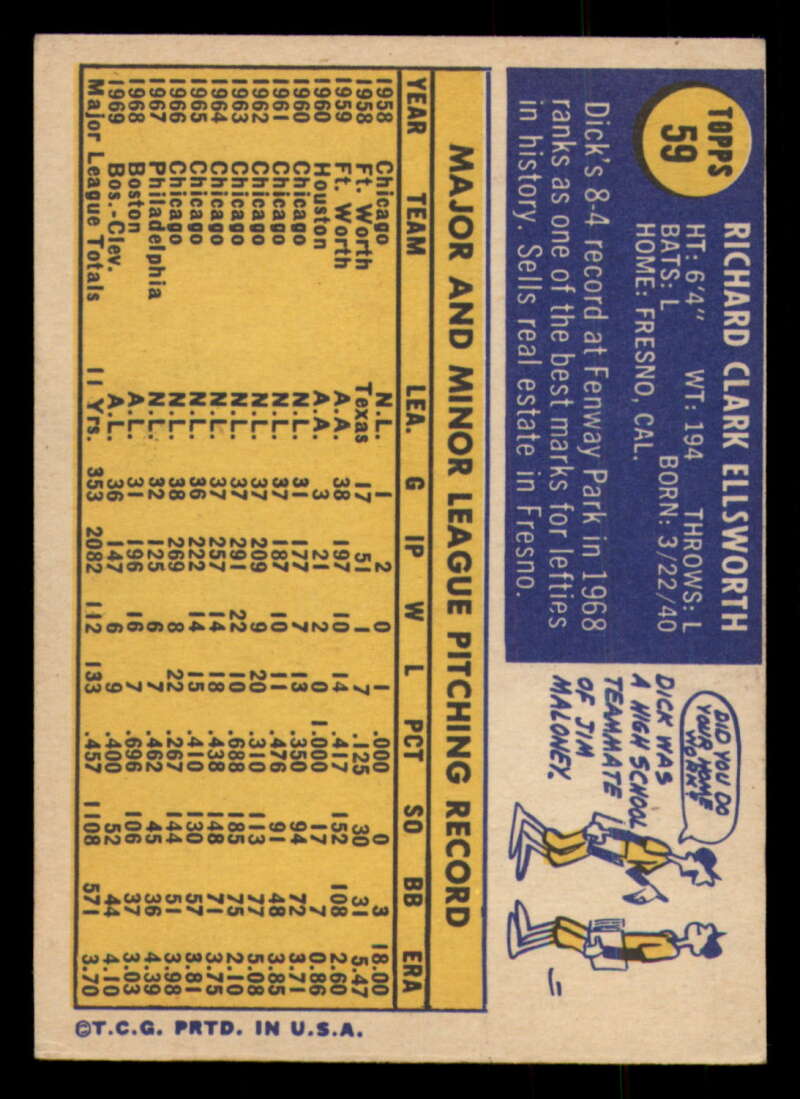 TOPPS
59
RICHARD CLARK ELLSWORTH
HT: 6'4" WT: 194 THROWS: L
BATS: L BORN: 3/22/40
HOME: FRESNO, CAL.
Dick's 8-4 record at Fenway Park in 1968
ranks as one of the best marks for lefties
in history. Sells real estate in Fresno.
DID YOU DO
YOUR HOME
WORK?
DICK WAS
A HIGH SCHOOL
TEAMMATE
OF JIM
MALONEY.
MAJOR AND MINOR LEAGUE PITCHING RECORD
YEAR TEAM LEA. G IP W L PCT SO BB ERA
1958 Chicago N.L. 1 2 0 1 .000 0 3 18.00
1958 Ft. Worth Texas 17 51 1 7 .125 30 31 5.47
1959 Ft. Worth A.A. 38 197 10 14 .417 152 108 2.60
1960 Houston A.A. 3 21 2 0 1.000 17 7 0.86
1960 Chicago N.L. 31 177 7 13 .350 94 72 3.71
1961 Chicago N.L. 37 187 10 11 .476 91 48 3.85
1962 Chicago N.L. 37 209 9 20 .310 113 77 5.08
1963 Chicago N.L. 37 291 22 10 .688 185 75 2.10
1964 Chicago N.L. 37 257 14 18 .438 148 71 3.75
1965 Chicago N.L. 36 222 14 15 .410 130 57 3.81
1966 Chicago N.L. 38 269 8 22 .267 144 51 3.98
1967 Philadelphia N.L. 32 125 6 7 .462 45 36 4.39
1968 Boston A.L. 31 196 16 7 .696 106 37 3.03
1969 Bos.-Clev. A.L. 36 147 6 9 .400 52 44 4.10
Major League Totals 11 Yrs. 353 2082 112 133 .457 1108 571 3.70
©T.C.G. PRTD. IN U.S.A.